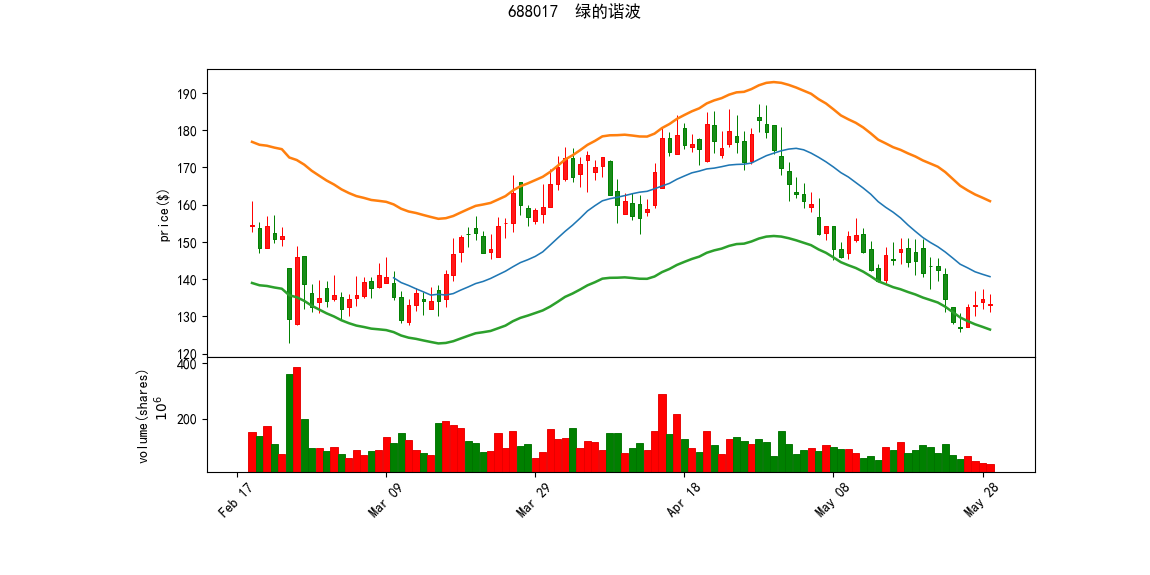 688017 绿的谐波
price($)
190
180
170
160
150
140
130
120
volume(shares)
10^6
400
200
Feb 17
Mar 09
Mar 29
Apr 18
May 08
May 28